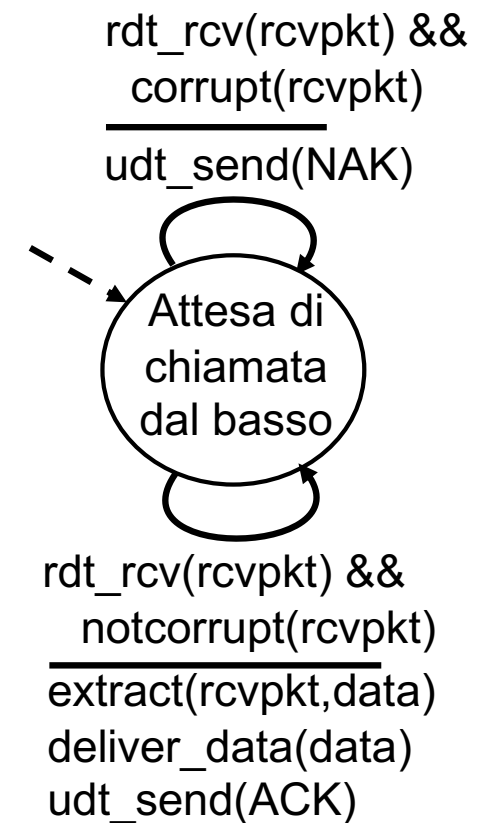 rdt_rcv(rcvpkt) &&
corrupt(rcvpkt)
udt_send(NAK)
Attesa di
chiamata
dal basso
rdt_rcv(rcvpkt) &&
notcorrupt(rcvpkt)
extract(rcvpkt,data)
deliver_data(data)
udt_send(ACK)